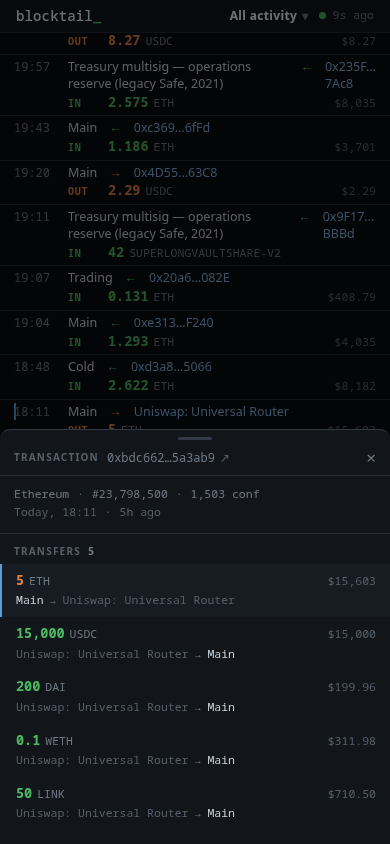 blocktail_ All activity ▼ ● 9s ago
OUT 8.27 USDC $8.27
19:57 Treasury multisig — operations ← 0x235F…
reserve (legacy Safe, 2021) 7Ac8
IN 2.575 ETH $8,035
19:43 Main ← 0xc369…6fFd
IN 1.186 ETH $3,701
19:20 Main → 0x4D55…63C8
OUT 2.29 USDC $2.29
19:11 Treasury multisig — operations ← 0x9F17…
reserve (legacy Safe, 2021) BBBd
IN 42 SUPERLONGVAULTSHARE-V2
19:07 Trading ← 0x20a6…082E
IN 0.131 ETH $408.79
19:04 Main ← 0xe313…F240
IN 1.293 ETH $4,035
18:48 Cold ← 0xd3a8…5066
IN 2.622 ETH $8,182
18:11 Main → Uniswap: Universal Router
OUT 5 ETH $15,603
TRANSACTION 0xbdc662…5a3ab9 ↗ ✕
Ethereum · #23,798,500 · 1,503 conf
Today, 18:11 · 5h ago
TRANSFERS 5
5 ETH $15,603
Main → Uniswap: Universal Router
15,000 USDC $15,000
Uniswap: Universal Router → Main
200 DAI $199.96
Uniswap: Universal Router → Main
0.1 WETH $311.98
Uniswap: Universal Router → Main
50 LINK $710.50
Uniswap: Universal Router → Main